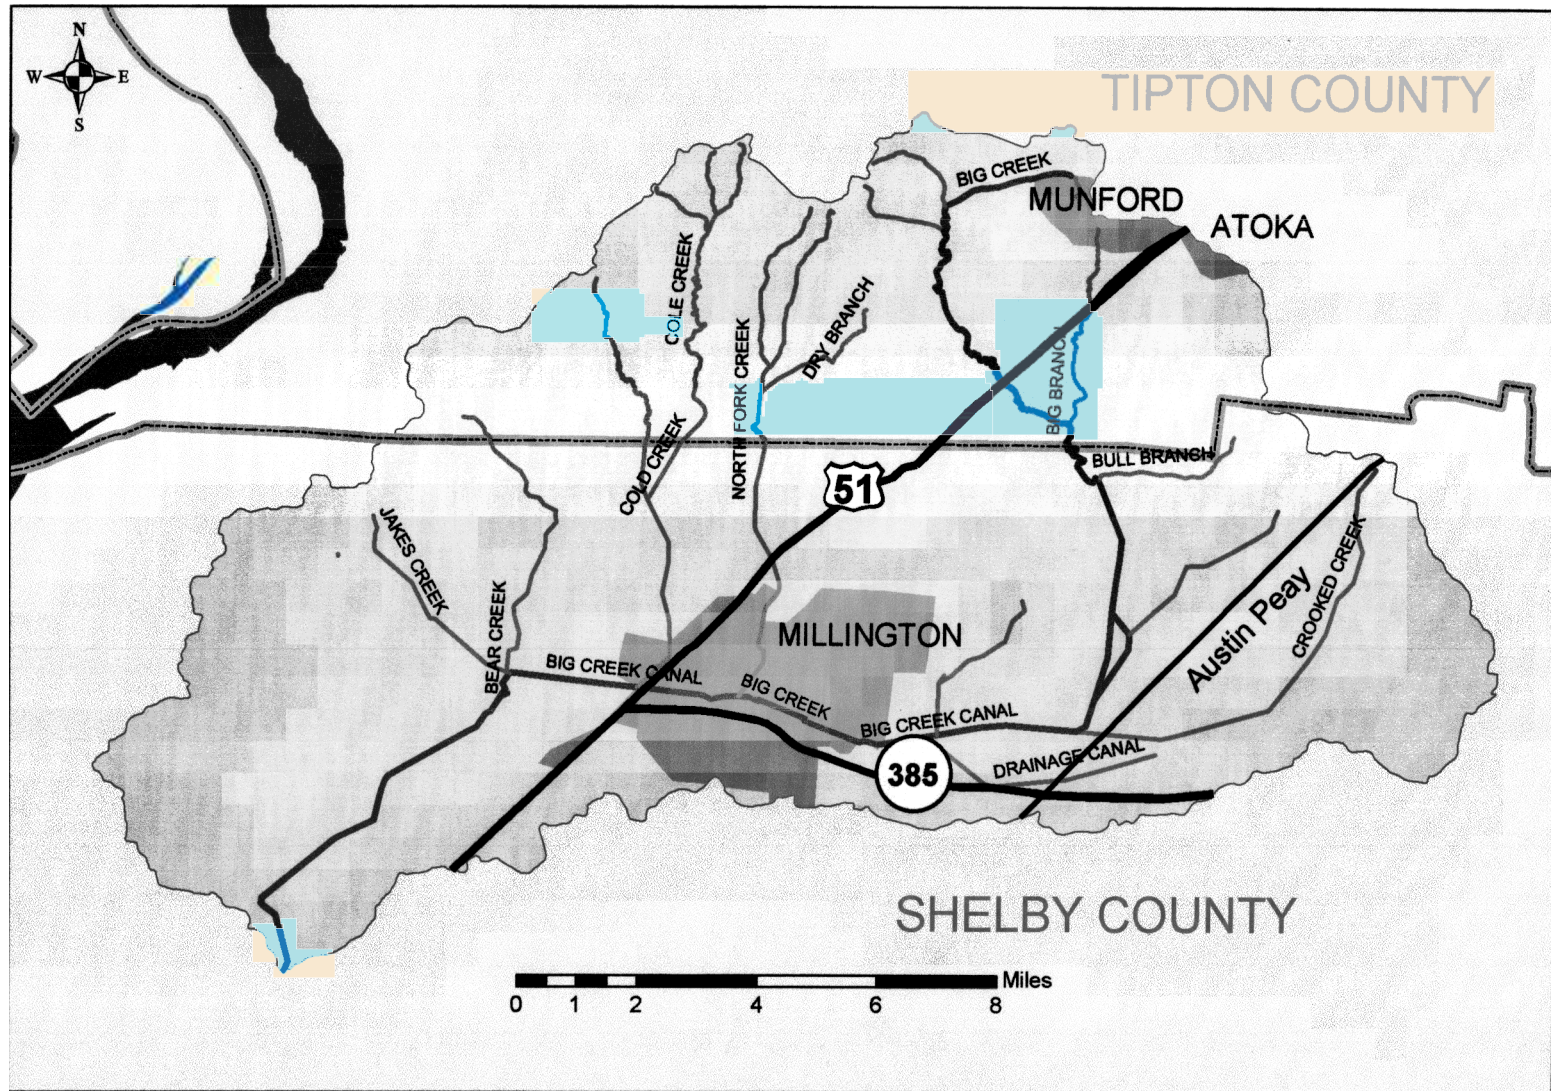 N
W E
S
TIPTON COUNTY
BIG CREEK
MUNFORD
ATOKA
COLE CREEK
DRY BRANCH
NORTH FORK CREEK
BIG BRANCH
COLD CREEK
BULL BRANCH
51
JAKES CREEK
BEAR CREEK
CROOKED CREEK
Austin Peay
MILLINGTON
BIG CREEK CANAL
BIG CREEK
BIG CREEK CANAL
DRAINAGE CANAL
385
SHELBY COUNTY
Miles
0 1 2 4 6 8